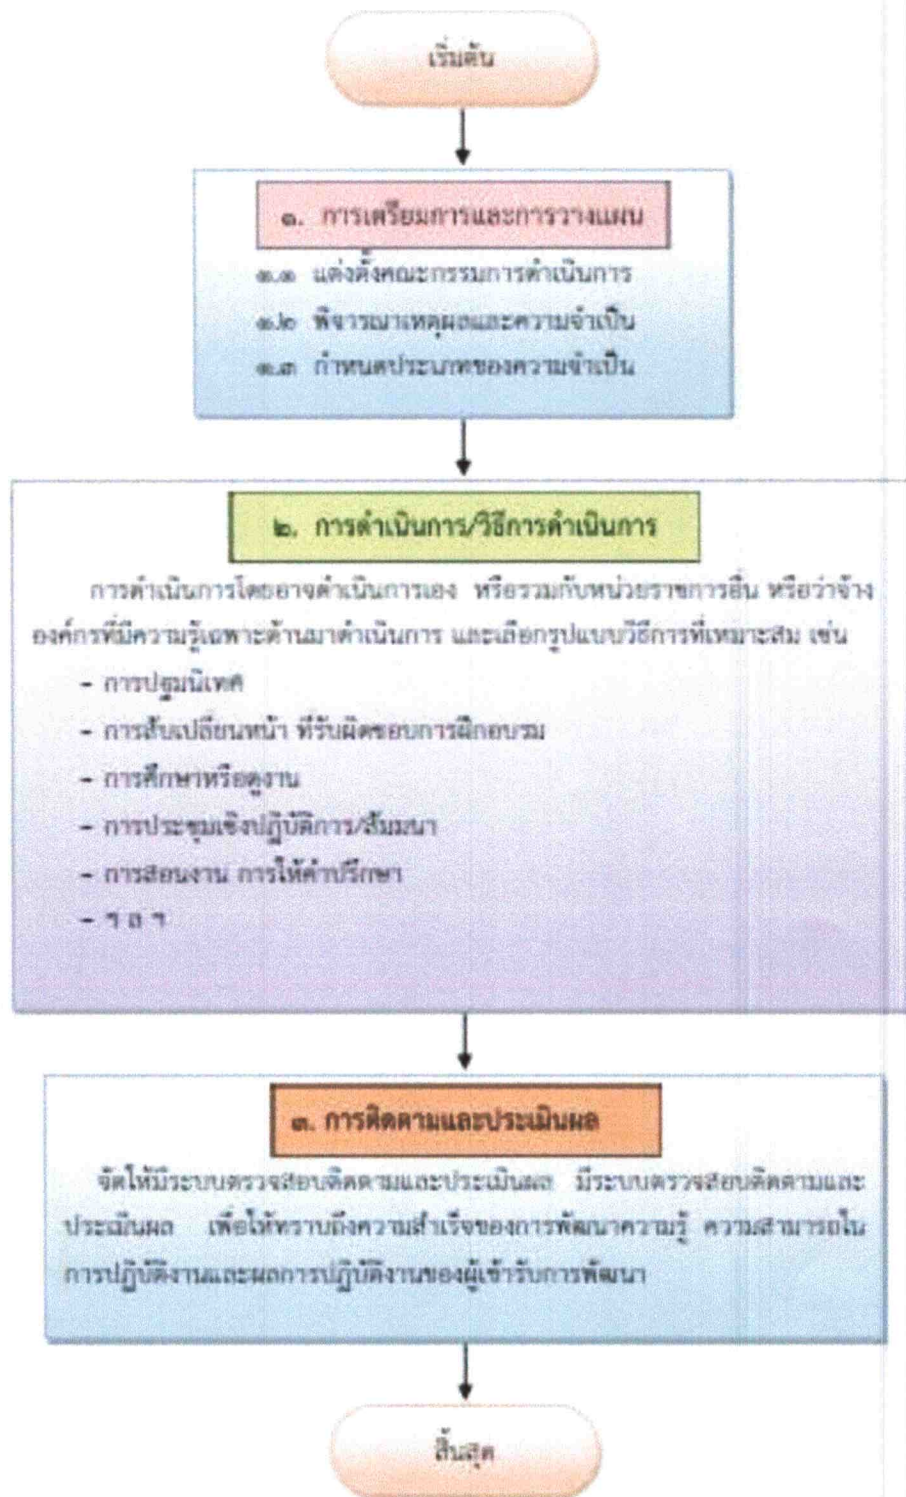 เริ่มต้น
๑. การเตรียมการและการวางแผน
๑.๑ แต่งตั้งคณะกรรมการดำเนินการ
๑.๒ พิจารณาเหตุผลและความจำเป็น
๑.๓ กำหนดประเภทของความจำเป็น
๒. การดำเนินการ/วิธีการดำเนินการ
การดำเนินการโดยอาจดำเนินการเอง หรือรวมกับหน่วยราชการอื่น หรือว่าจ้าง
องค์กรที่มีความรู้เฉพาะด้านมาดำเนินการ และเลือกรูปแบบวิธีการที่เหมาะสม เช่น
- การปฐมนิเทศ
- การสับเปลี่ยนหน้า ที่รับผิดชอบการฝึกอบรม
- การศึกษาหรือดูงาน
- การประชุมเชิงปฏิบัติการ/สัมมนา
- การสอนงาน การให้คำปรึกษา
- ฯ ล ฯ
๓. การติดตามและประเมินผล
จัดให้มีระบบตรวจสอบติดตามและประเมินผล มีระบบตรวจสอบติดตามและ
ประเมินผล เพื่อให้ทราบถึงความสำเร็จของการพัฒนาความรู้ ความสามารถใน
การปฏิบัติงานและผลการปฏิบัติงานของผู้เข้ารับการพัฒนา
สิ้นสุด